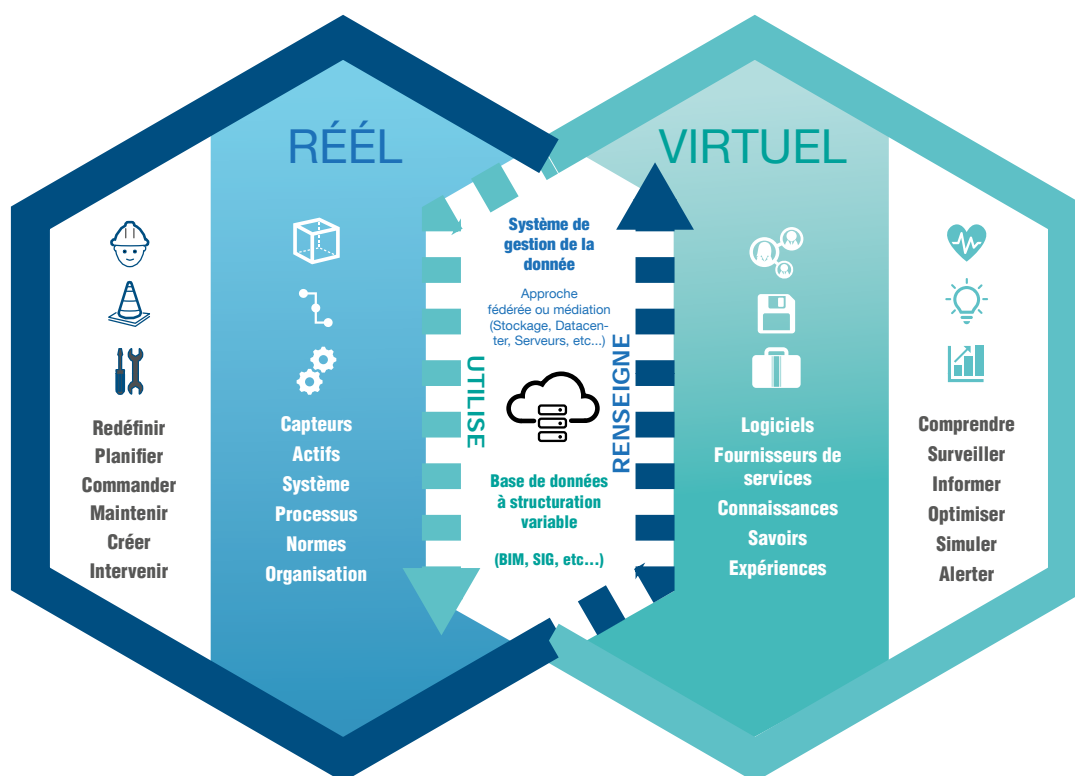 RÉÉL
VIRTUEL
Redéfinir
Planifier
Commander
Maintenir
Créer
Intervenir
Capteurs
Actifs
Système
Processus
Normes
Organisation
UTILISE
Système de
gestion de la
donnée
Approche
fédérée ou médiation
(Stockage, Datacen-
ter, Serveurs, etc...)
Base de données
à structuration
variable
(BIM, SIG, etc...)
RENSEIGNE
Logiciels
Fournisseurs de
services
Connaissances
Savoirs
Expériences
Comprendre
Surveiller
Informer
Optimiser
Simuler
Alerter